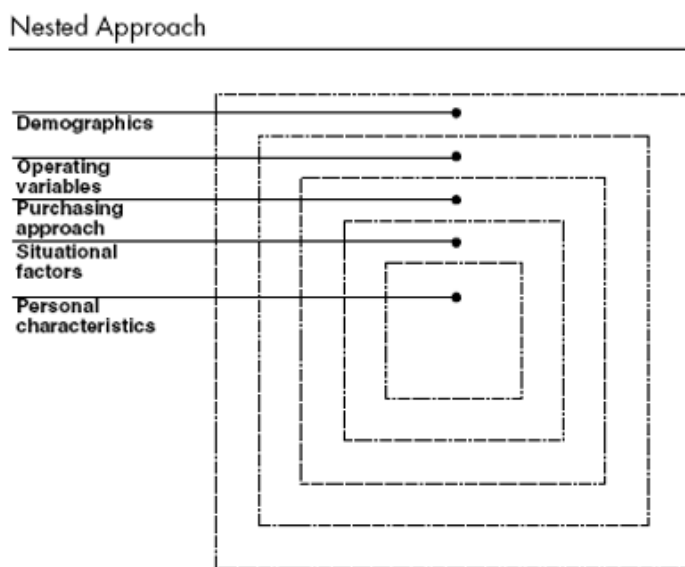 Nested Approach
Demographics
Operating
variables
Purchasing
approach
Situational
factors
Personal
characteristics